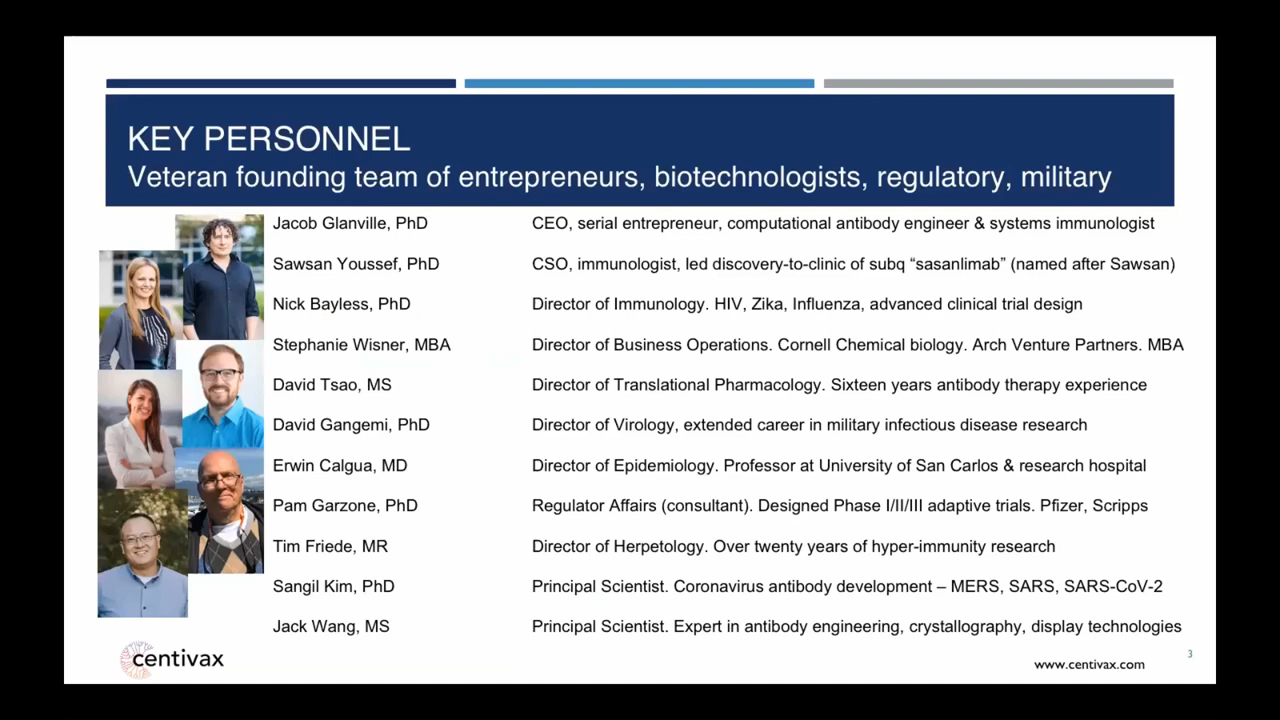 KEY PERSONNEL
Veteran founding team of entrepreneurs, biotechnologists, regulatory, military
Jacob Glanville, PhD CEO, serial entrepreneur, computational antibody engineer & systems immunologist
Sawsan Youssef, PhD CSO, immunologist, led discovery-to-clinic of subq “sasanlimab” (named after Sawsan)
Nick Bayless, PhD Director of Immunology. HIV, Zika, Influenza, advanced clinical trial design
Stephanie Wisner, MBA Director of Business Operations. Cornell Chemical biology. Arch Venture Partners. MBA
David Tsao, MS Director of Translational Pharmacology. Sixteen years antibody therapy experience
David Gangemi, PhD Director of Virology, extended career in military infectious disease research
Erwin Calgua, MD Director of Epidemiology. Professor at University of San Carlos & research hospital
Pam Garzone, PhD Regulator Affairs (consultant). Designed Phase I/II/III adaptive trials. Pfizer, Scripps
Tim Friede, MR Director of Herpetology. Over twenty years of hyper-immunity research
Sangil Kim, PhD Principal Scientist. Coronavirus antibody development – MERS, SARS, SARS-CoV-2
Jack Wang, MS Principal Scientist. Expert in antibody engineering, crystallography, display technologies
centivax
www.centivax.com
3